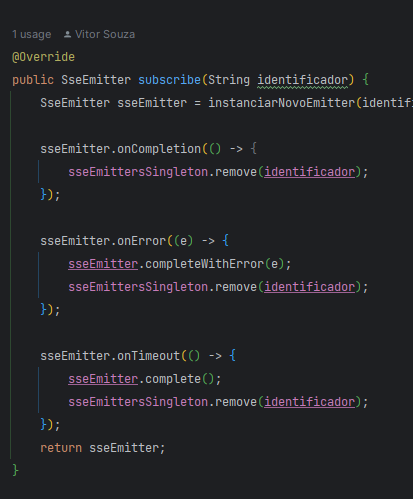 1 usage Vitor Souza
@Override
public SseEmitter subscribe(String identificador) {
SseEmitter sseEmitter = instanciarNovoEmitter(identifi
sseEmitter.onCompletion(() -> {
sseEmittersSingleton.remove(identificador);
});
sseEmitter.onError((e) -> {
sseEmitter.completeWithError(e);
sseEmittersSingleton.remove(identificador);
});
sseEmitter.onTimeout(() -> {
sseEmitter.complete();
sseEmittersSingleton.remove(identificador);
});
return sseEmitter;
}